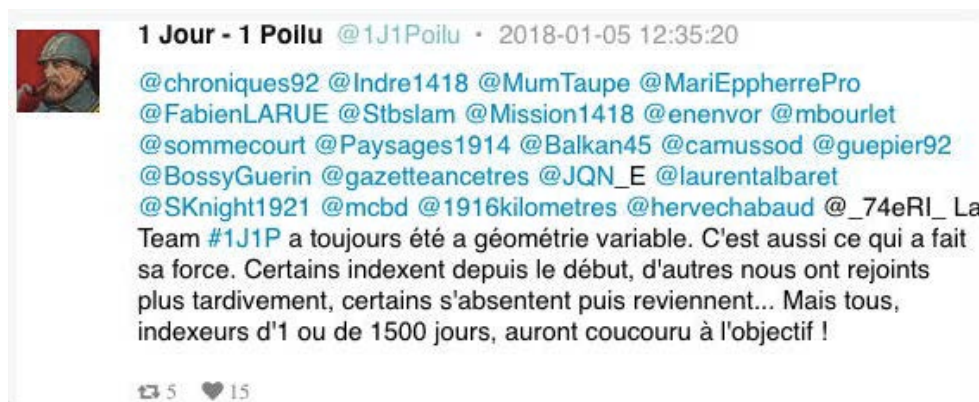 1 Jour - 1 Poilu @1J1Poilu · 2018-01-05 12:35:20
@chroniques92 @Indre1418 @MumTaupe @MariEppherrePro
@FabienLARUE @Stbslam @Mission1418 @enenvor @mbourlet
@sommecourt @Paysages1914 @Balkan45 @camussod @guepier92
@BossyGuerin @gazetteancetres @JQN_E @laurentalbaret
@SKnight1921 @mcbd @1916kilometres @hervechabaud @_74eRI_ La
Team #1J1P a toujours été a géométrie variable. C'est aussi ce qui a fait
sa force. Certains indexent depuis le début, d'autres nous ont rejoints
plus tardivement, certains s'absentent puis reviennent... Mais tous,
indexeurs d'1 ou de 1500 jours, auront coucouru à l'objectif !
5 15